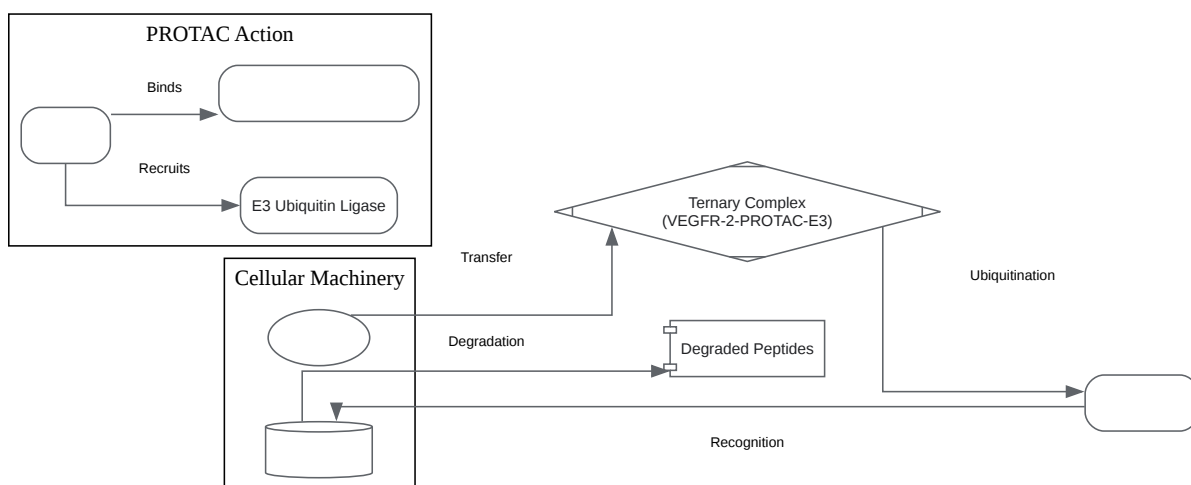 PROTAC Action
Binds
Recruits
E3 Ubiquitin Ligase
Ternary Complex
(VEGFR-2-PROTAC-E3)
Transfer
Cellular Machinery
Ubiquitination
Degradation
Degraded Peptides
Recognition